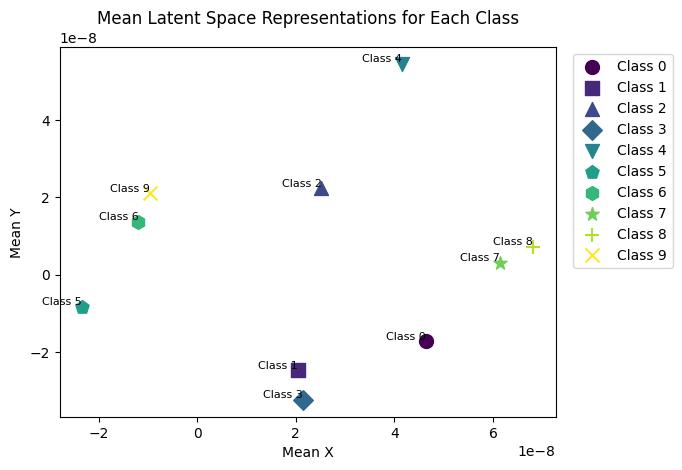 Mean Latent Space Representations for Each Class
1e−8
Class 4
Class 2
Class 9
Class 6
Class 8
Class 7
Class 5
Class 0
Class 1
Class 3
4
2
0
−2
Mean Y
−2
0
2
4
6
1e−8
Mean X
Class 0
Class 1
Class 2
Class 3
Class 4
Class 5
Class 6
Class 7
Class 8
Class 9